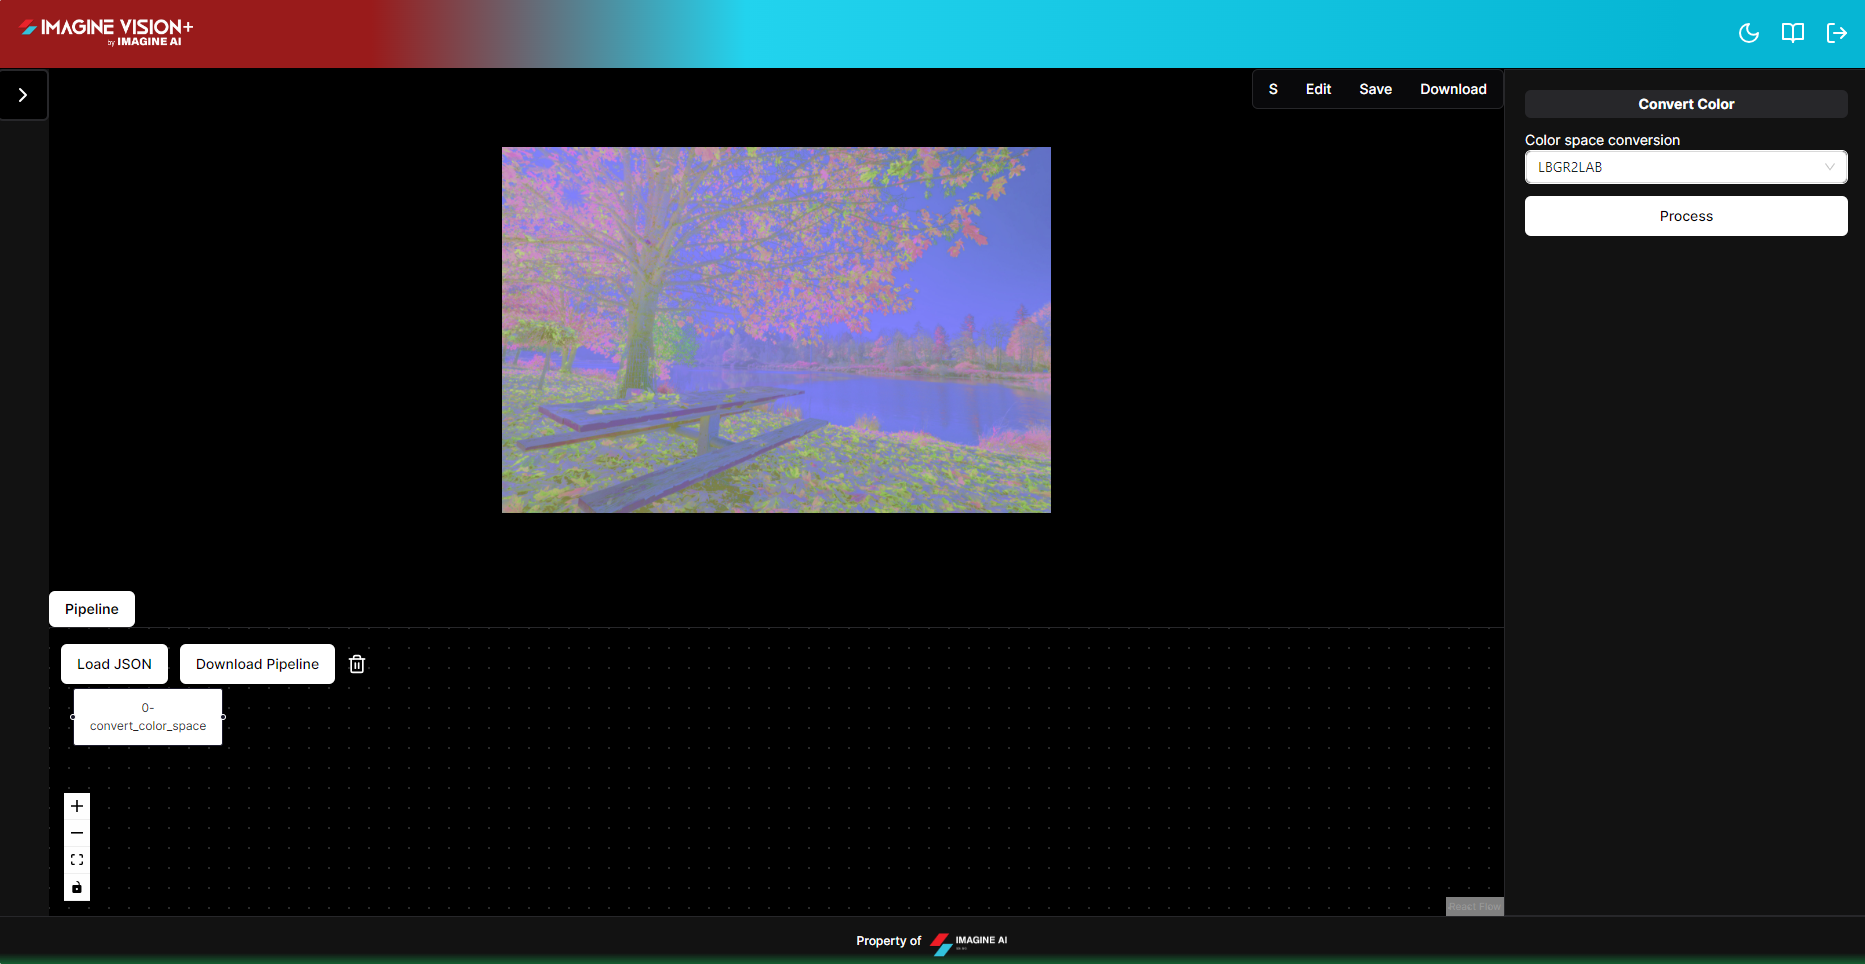 IMAGINE VISION+
by IMAGINE AI
S Edit Save Download
Convert Color
Color space conversion
LBGR2LAB
Process
Pipeline
Load JSON Download Pipeline
0-
convert_color_space
React Flow
Property of IMAGINE AI